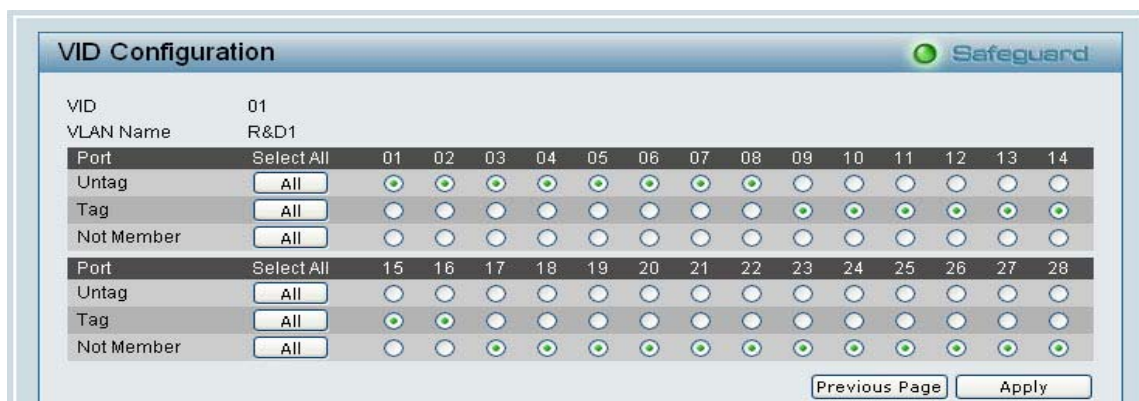 VID Configuration
Safeguard
VID 01
VLAN Name R&D1
Port Select All 01 02 03 04 05 06 07 08 09 10 11 12 13 14
Untag All
Tag All
Not Member All
Port Select All 15 16 17 18 19 20 21 22 23 24 25 26 27 28
Untag All
Tag All
Not Member All
Previous Page Apply